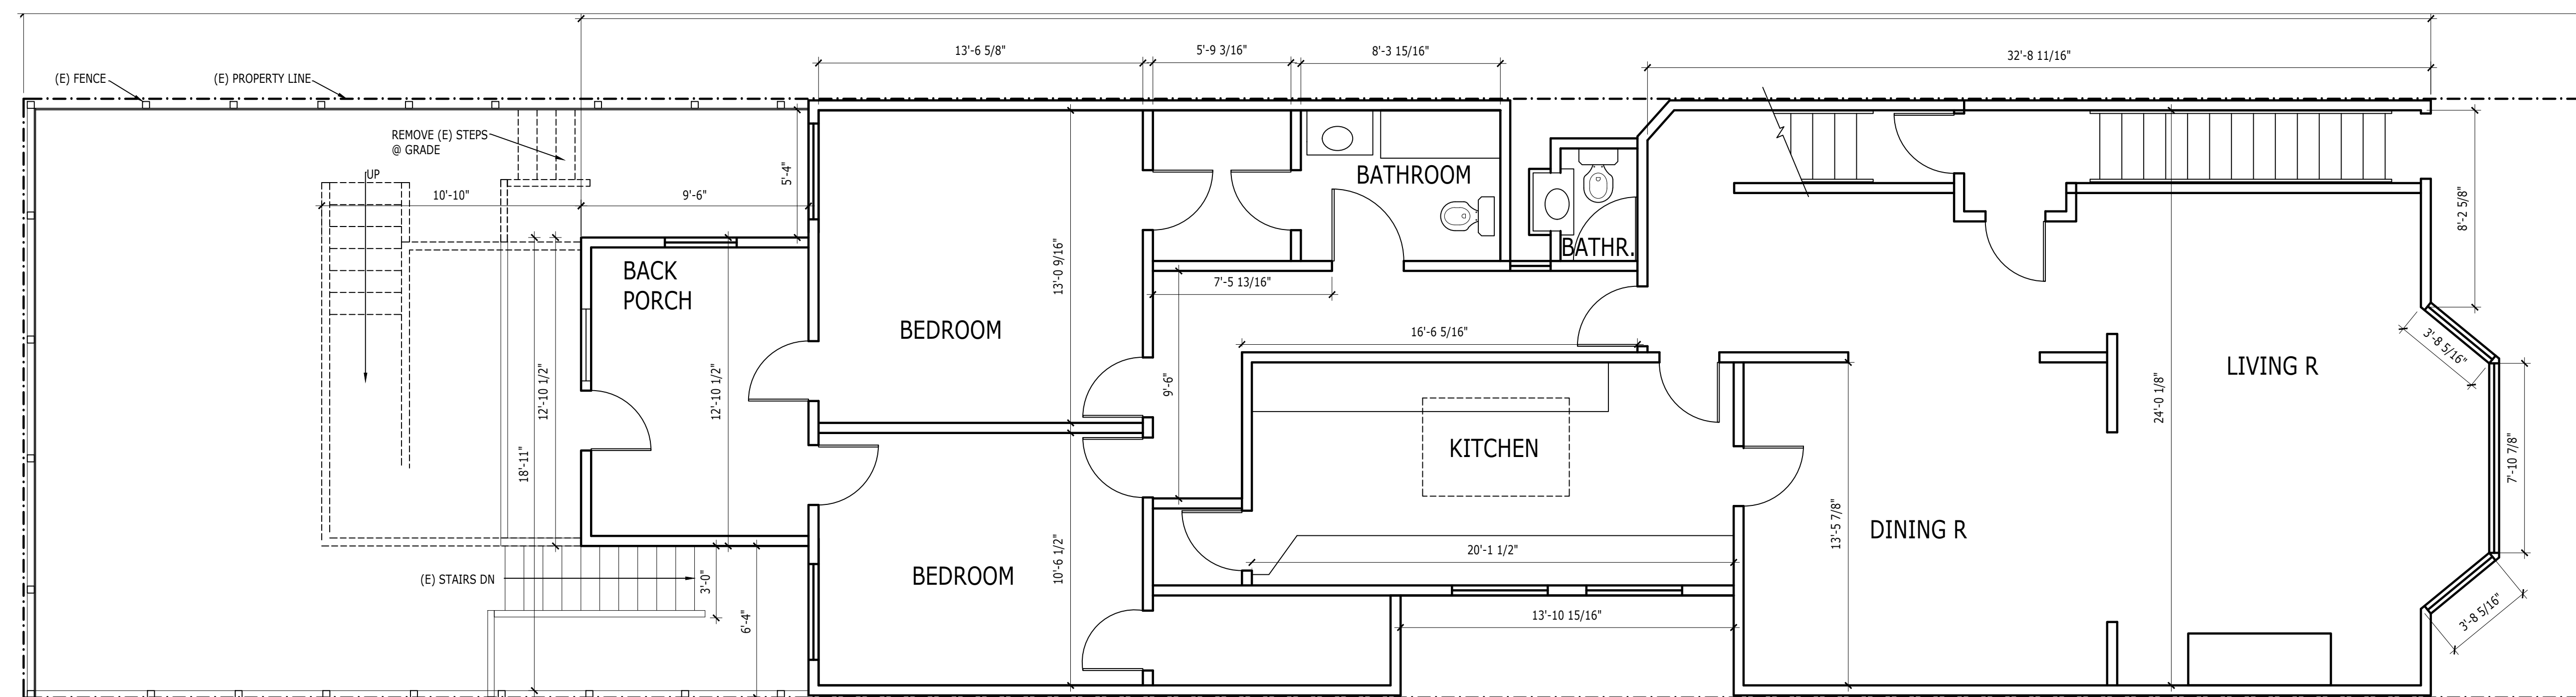 13'-6 5/8"
5'-9 3/16"
8'-3 15/16"
32'-8 11/16"
(E) FENCE
(E) PROPERTY LINE
REMOVE (E) STEPS
@ GRADE
UP
10'-10"
9'-6"
5'-4"
BATHROOM
BATHR.
8'-2 5/8"
BACK
PORCH
13'-0 9/16"
7'-5 13/16"
BEDROOM
16'-6 5/16"
3'-8 5/16"
LIVING R
12'-10 1/2"
12'-10 1/2"
9'-6"
24'-0 1/8"
18'-11"
KITCHEN
7'-10 7/8"
13'-5 7/8"
DINING R
10'-6 1/2"
20'-1 1/2"
(E) STAIRS DN
3'-0"
BEDROOM
6'-4"
13'-10 15/16"
3'-8 5/16"